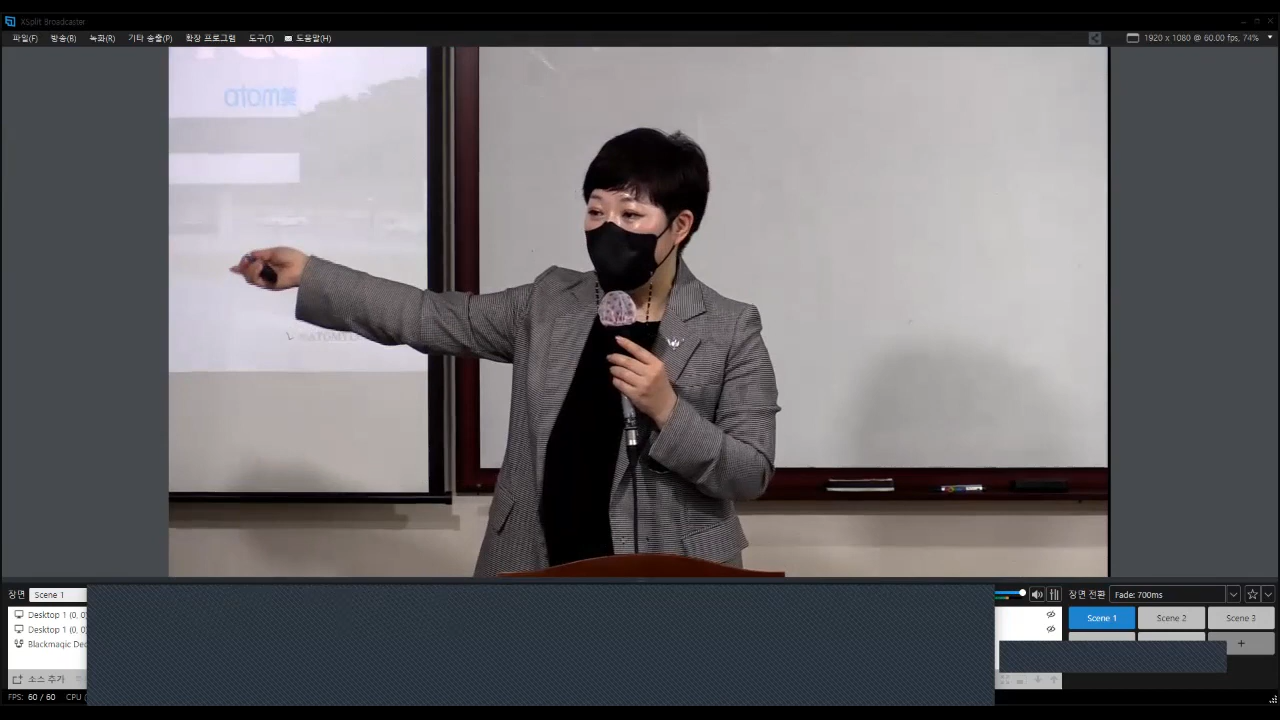 XSplit Broadcaster
파일(F) 방송(B) 녹화(R) 기타 송출(P) 확장 프로그램 도구(T) 도움말(H)
1920 x 1080 @ 60.00 fps, 74%
atom美
장면 Scene 1
장면 전환 Fade: 700ms
Desktop 1 (0, 0)
Desktop 1 (0, 0)
Blackmagic Dec
Scene 1 Scene 2 Scene 3
+
소스 추가
FPS: 60 / 60 CPU